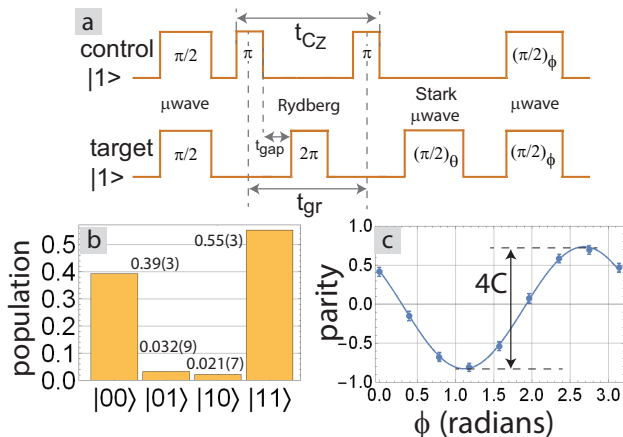 a
t_CZ
control
π/2
π
π
(π/2)_ϕ
|1>
μwave
Rydberg
Stark
μwave
μwave
target
π/2
t_gap
2π
(π/2)_θ
(π/2)_ϕ
|1>
t_gr
b
population
0.5
0.4
0.3
0.2
0.1
0.0
0.39(3)
0.032(9)
0.021(7)
0.55(3)
|00⟩ |01⟩ |10⟩ |11⟩
c
parity
1.0
0.5
0.0
-0.5
-1.0
4C
0.0 0.5 1.0 1.5 2.0 2.5 3.0
ϕ (radians)